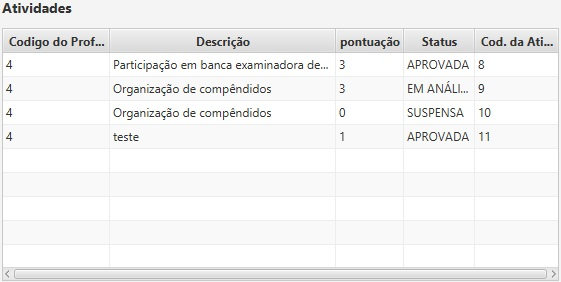 Atividades
Codigo do Prof... Descrição pontuação Status Cod. da Ati...
4 Participação em banca examinadora de... 3 APROVADA 8
4 Organização de compêndidos 3 EM ANÁLI... 9
4 Organização de compêndidos 0 SUSPENSA 10
4 teste 1 APROVADA 11